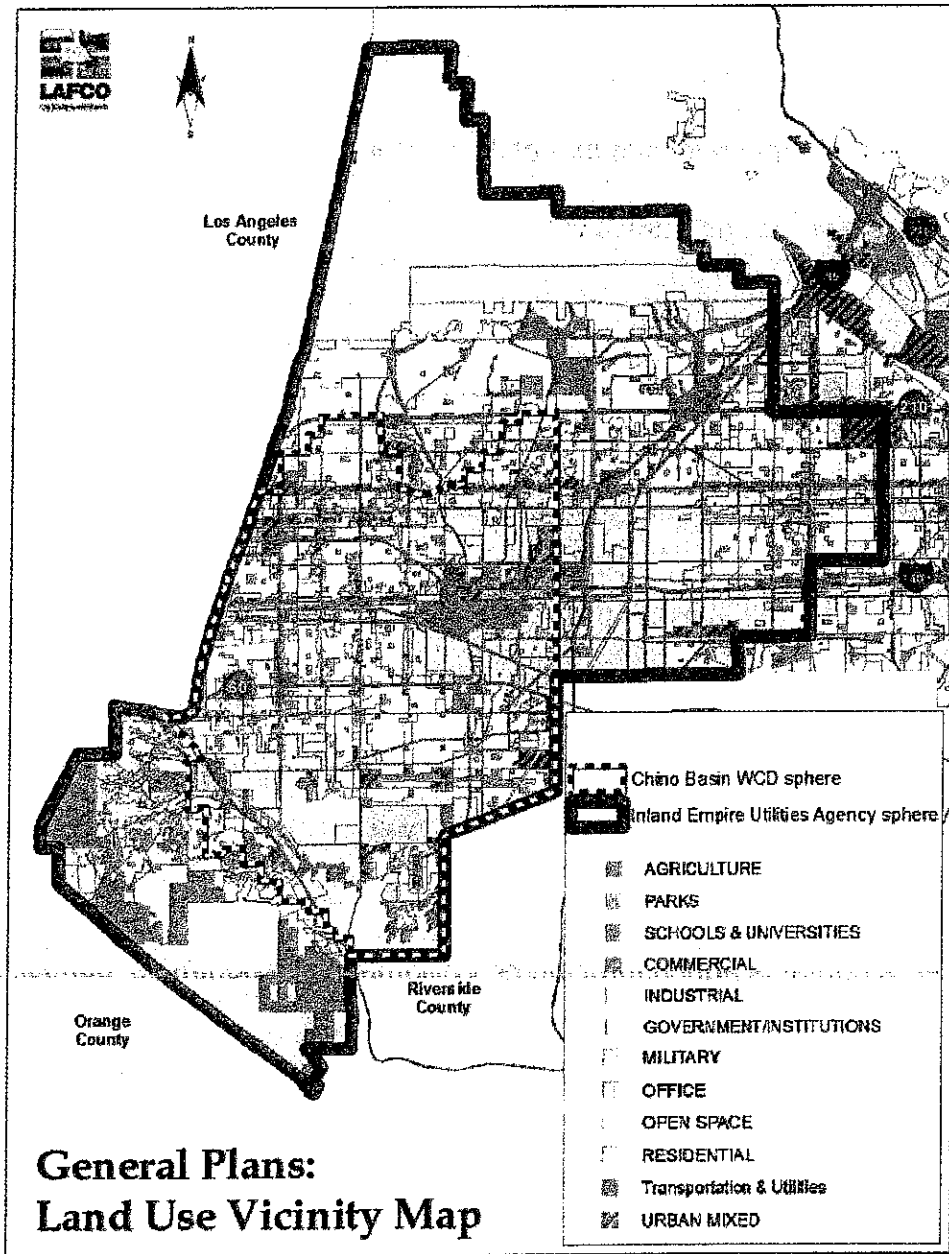 LAFCO
N
S
Los Angeles
County
210
Chino Basin WCD sphere
Inland Empire Utilities Agency sphere
AGRICULTURE
PARKS
SCHOOLS & UNIVERSITIES
COMMERCIAL
INDUSTRIAL
GOVERNMENT/INSTITUTIONS
MILITARY
OFFICE
OPEN SPACE
RESIDENTIAL
Transportation & Utilities
URBAN MIXED
Riverside
County
Orange
County
General Plans:
Land Use Vicinity Map